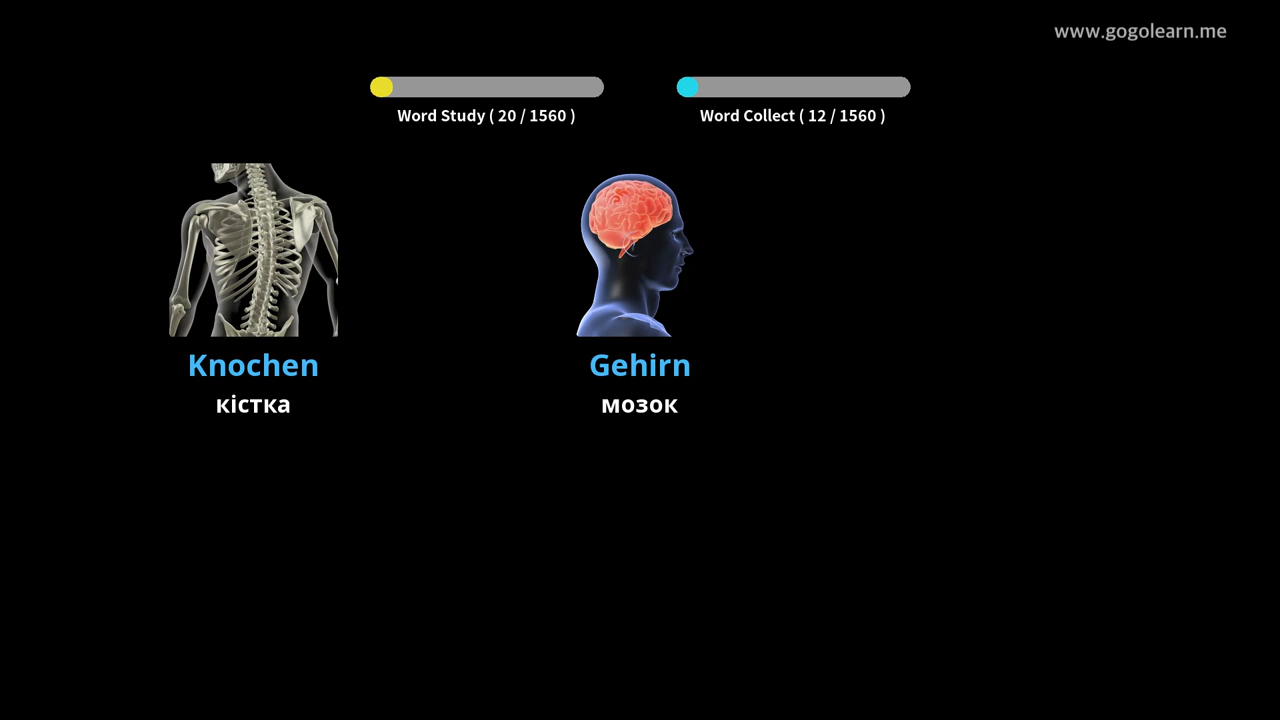 www.gogolearn.me
Word Study ( 20 / 1560 )
Word Collect ( 12 / 1560 )
Knochen
кістка
Gehirn
мозок